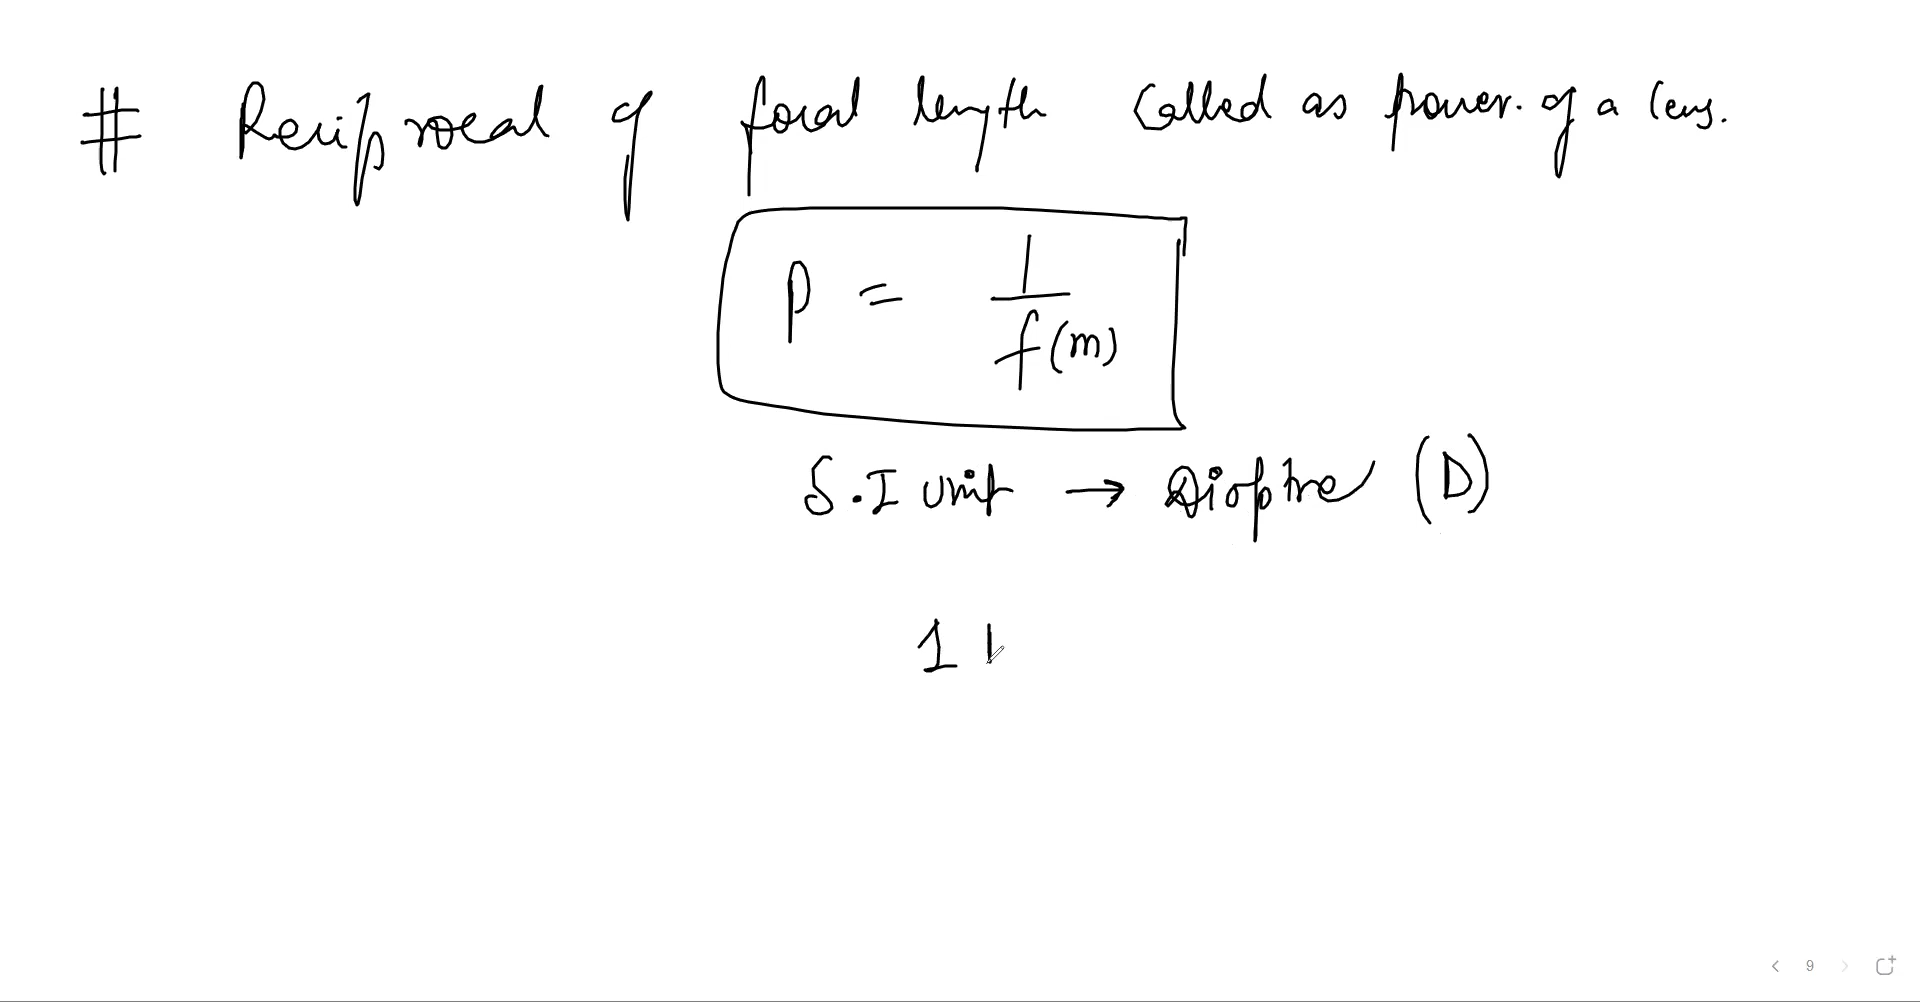 # Reciprocal of focal length called as power. of a lens.
P = 1/f(m)
S.I unit → Dioptre (D)
1
9